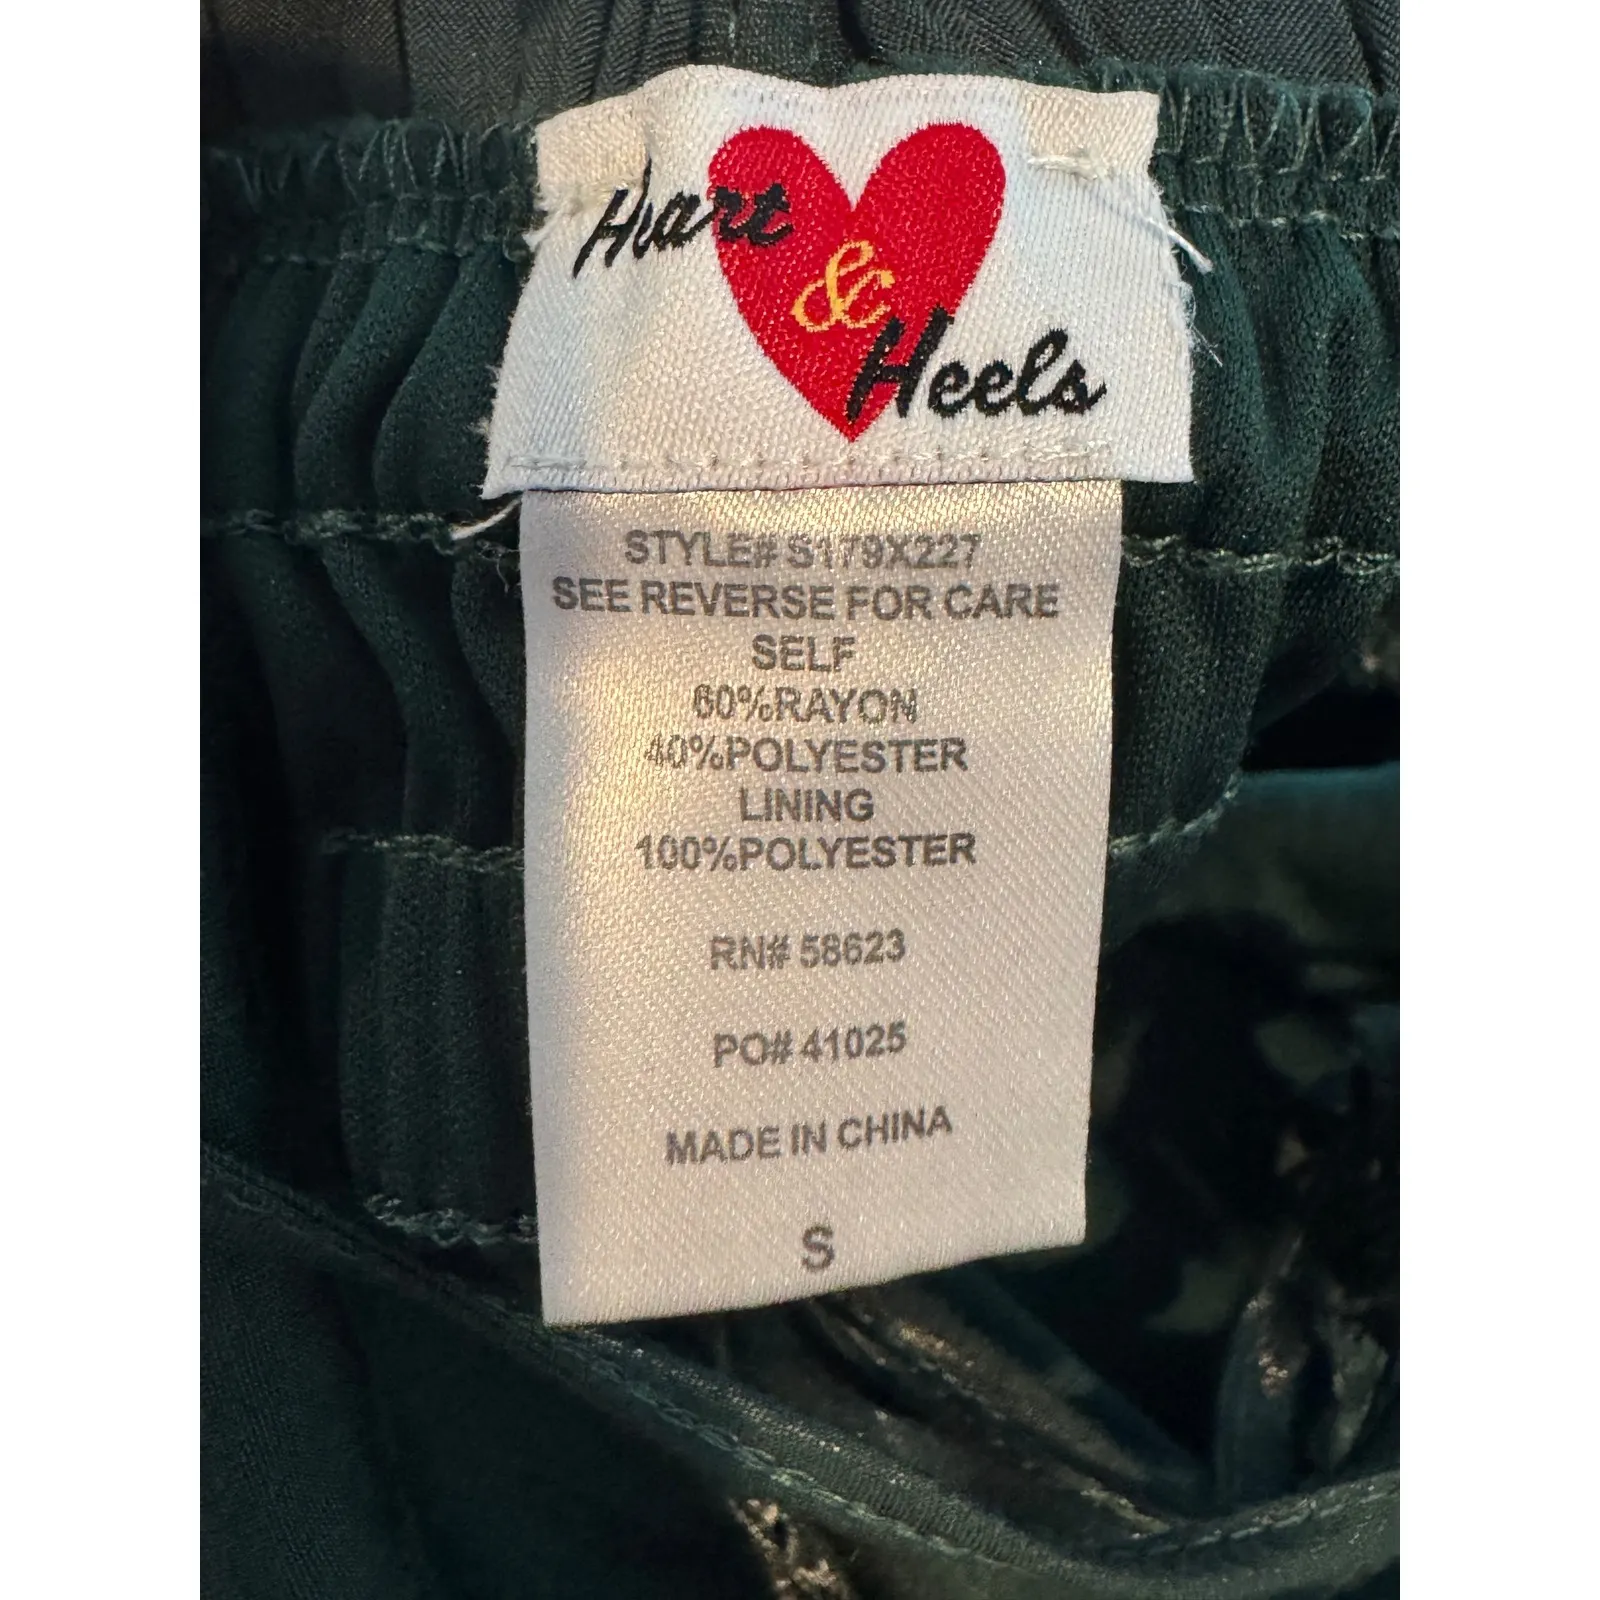 Heart
&
Heels
STYLE# S179X227
SEE REVERSE FOR CARE
SELF
60%RAYON
40%POLYESTER
LINING
100%POLYESTER
RN# 58623
PO# 41025
MADE IN CHINA
S